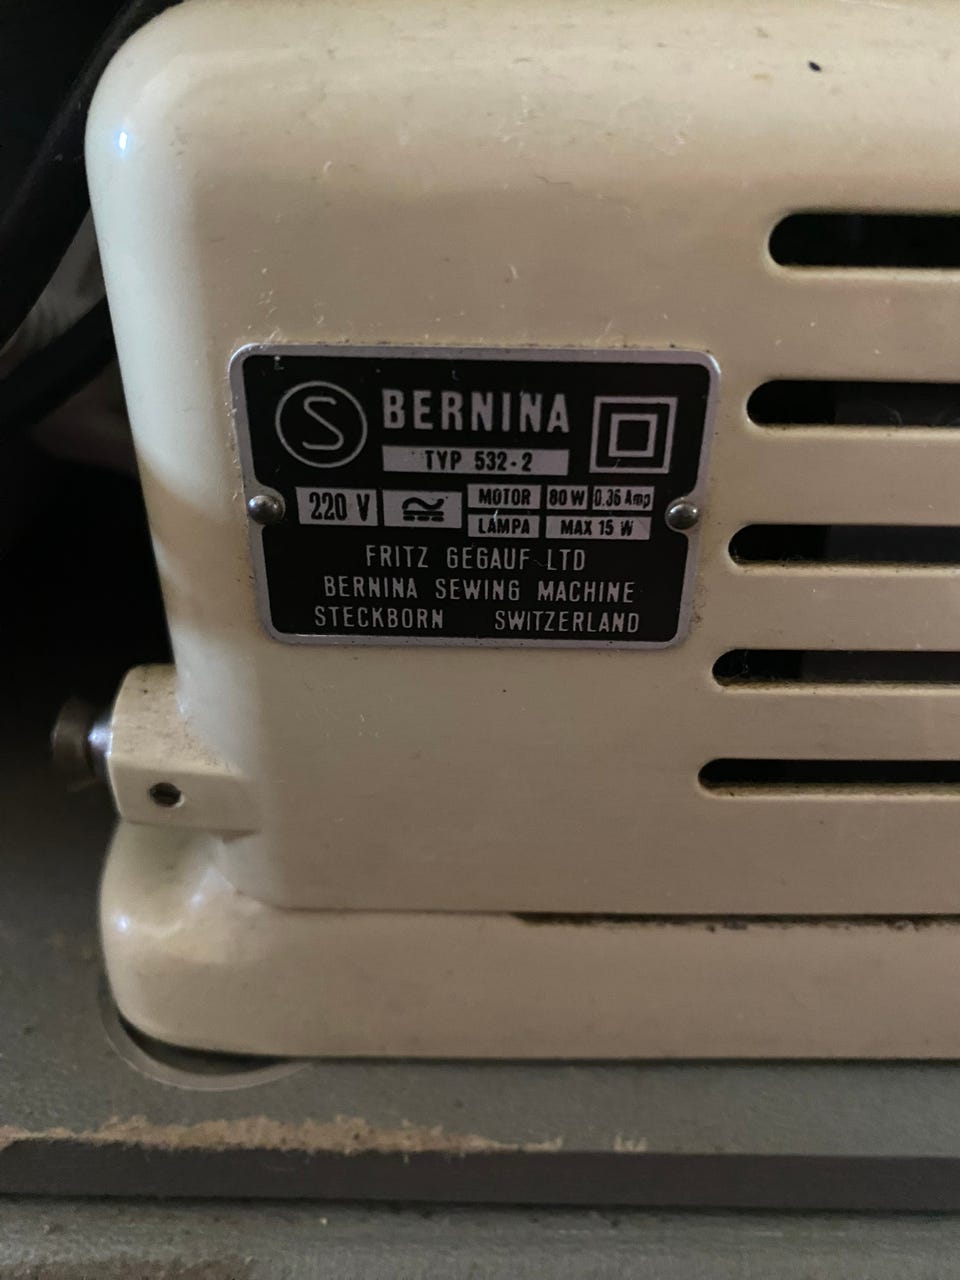 S BERNINA
TYP 532-2
220 V MOTOR 80 W 0.36 Amp
LAMPA MAX 15 W
FRITZ GEGAUF LTD
BERNINA SEWING MACHINE
STECKBORN SWITZERLAND